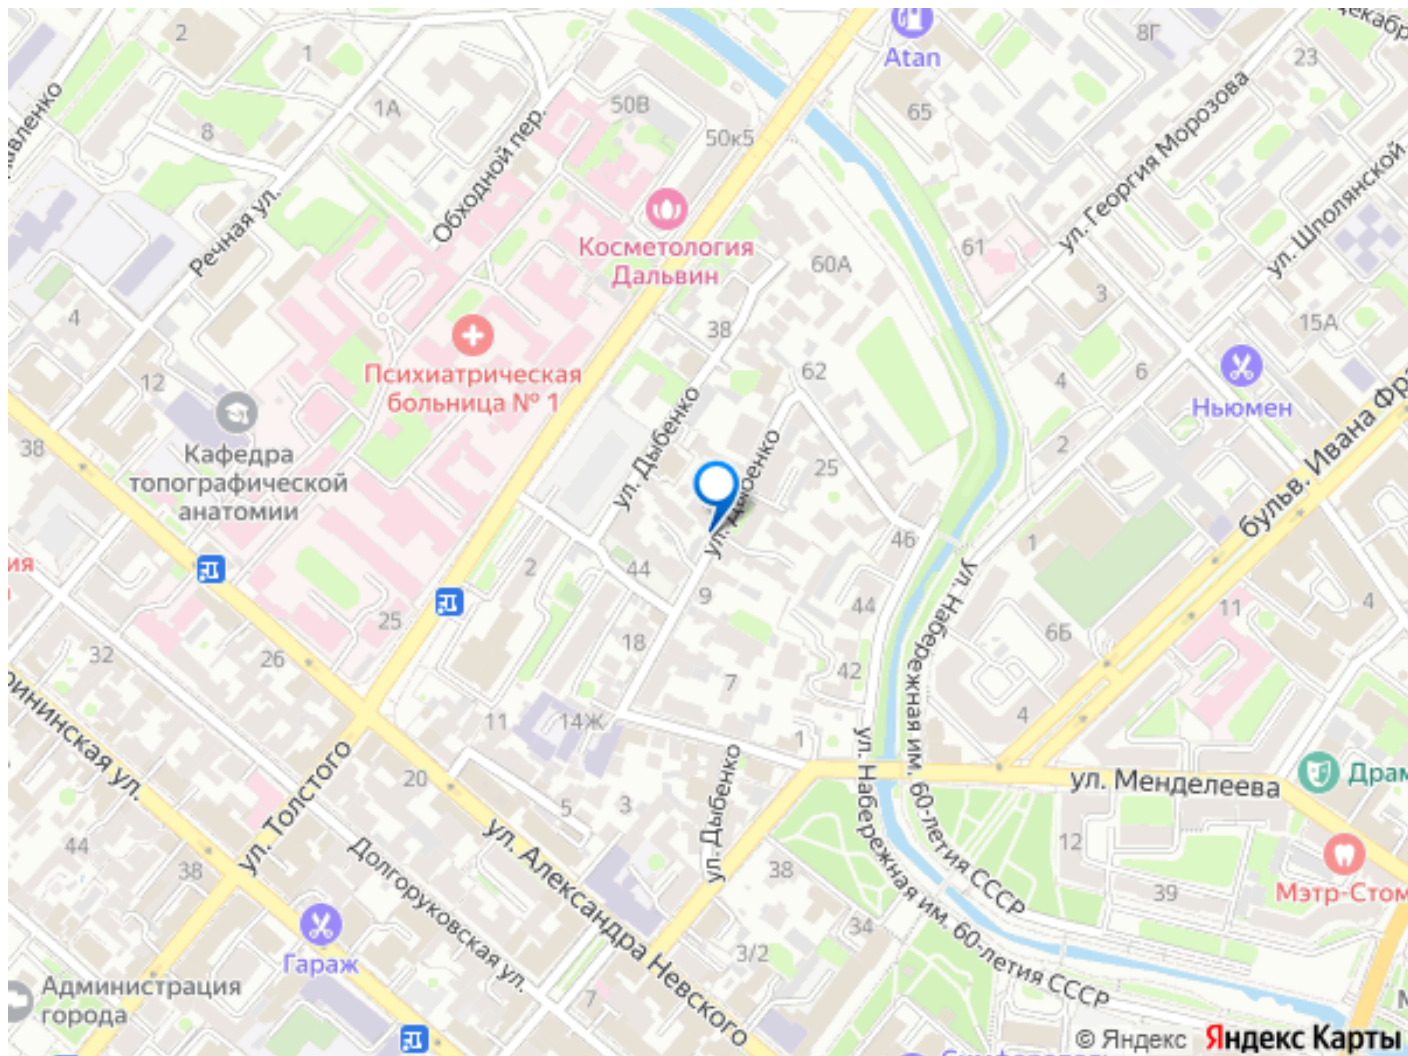 2
1
1А
8
50В
50к5
Atan
65
8Г
23
Обходной пер.
Речная ул.
ул. Георгия Морозова
ул. Шполянской
Косметология
Дальвин
60А
61
3
15А
4
12
38
38
62
4
6
2
Ньюмен
Психиатрическая
больница № 1
Кафедра
топографической
анатомии
38
ул. Дыбенко
ул. Дыбенко
25
бульв. Ивана Фра
46
1
44
2
9
44
18
25
26
32
7
42
6Б
11
4
4
ул. Набережная им. 60-летия СССР
ул. Набережная им. 60-летия СССР
11
14Ж
1
ул. Дыбенко
20
5
3
ул. Толстого
ул. Менделеева
Драм
12
Мэтр-Стом
39
44
38
38
34
3/2
7
ул. Александра Невского
Долгоруковская ул.
Гараж
Администрация
города
© Яндекс Яндекс Карты